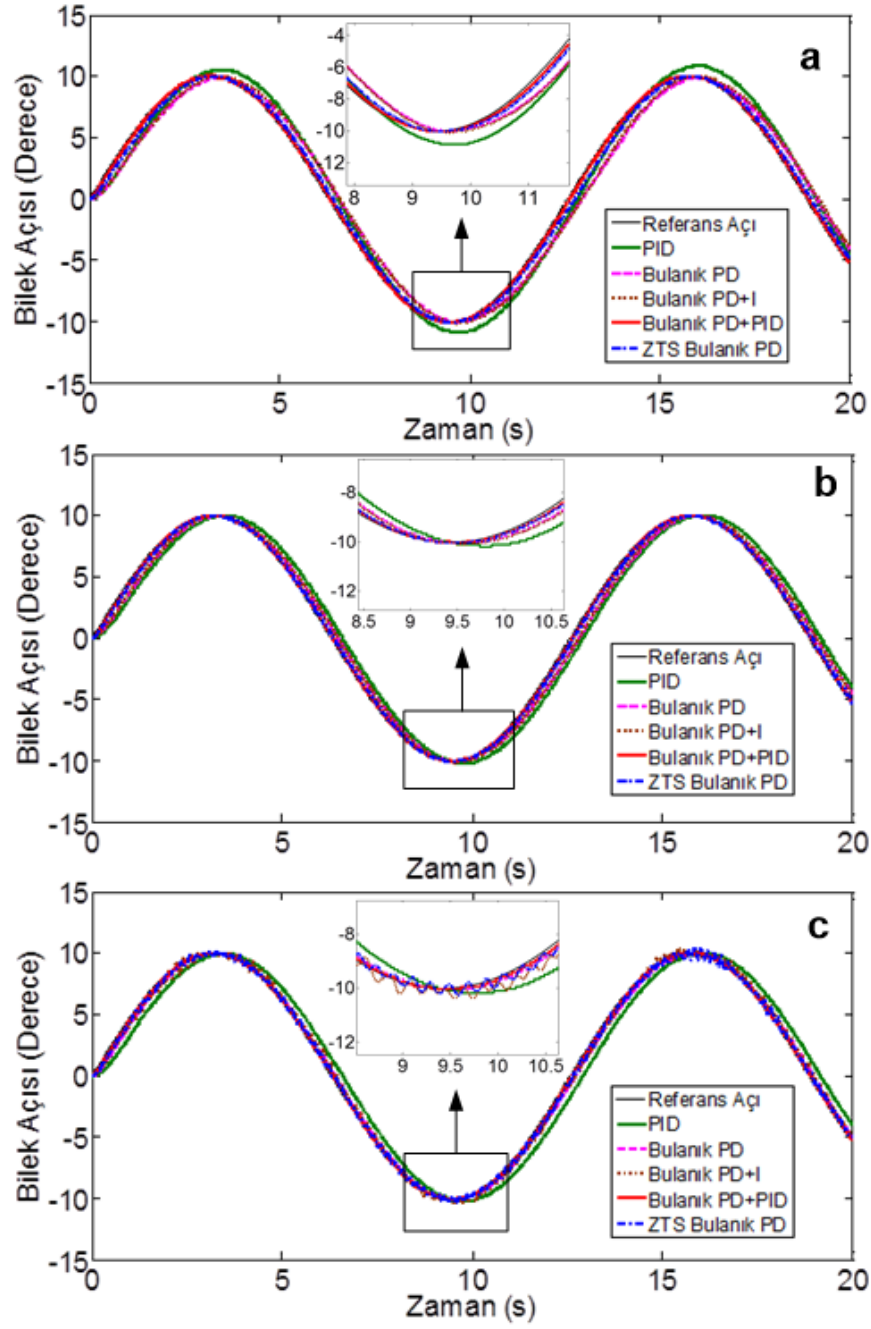 -4
-6
-8
-10
12
8
9
10
11
a
15
10
5
0
-5
-10
-15
Bilek Açısı (Derece)
Referans Açı
PID
Bulanık PD
Bulanık PD+I
Bulanık PD+PID
ZTS Bulanık PD
0
5
10
15
20
Zaman (s)
-8
-10
-12
8.5
9
9.5
10
10.5
b
15
10
5
0
-5
-10
-15
Bilek Açısı (Derece)
Referans Açı
PID
Bulanık PD
Bulanık PD+I
Bulanık PD+PID
ZTS Bulanık PD
0
5
10
15
20
Zaman (s)
-8
-10
-12
9
9.5
10
10.5
c
15
10
5
0
-5
-10
-15
Bilek Açısı (Derece)
Referans Açı
PID
Bulanık PD
Bulanık PD+I
Bulanık PD+PID
ZTS Bulanık PD
0
5
10
15
20
Zaman (s)